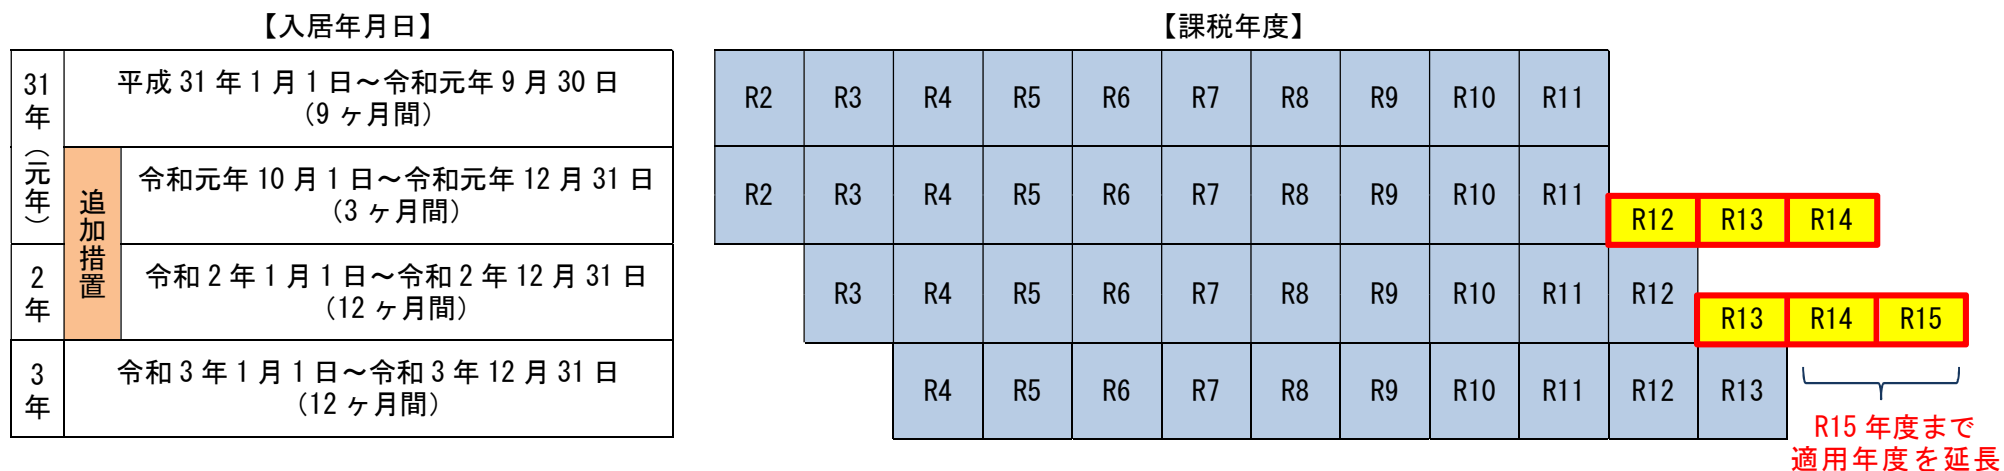 【入居年月日】
【課税年度】
31年(元年)
平成 31 年 1 月 1 日～令和元年 9 月 30 日
(9 ヶ月間)
R2 R3 R4 R5 R6 R7 R8 R9 R10 R11
追加措置
令和元年 10 月 1 日～令和元年 12 月 31 日
(3 ヶ月間)
R2 R3 R4 R5 R6 R7 R8 R9 R10 R11
R12 R13 R14
2年
令和 2 年 1 月 1 日～令和 2 年 12 月 31 日
(12 ヶ月間)
R3 R4 R5 R6 R7 R8 R9 R10 R11 R12
R13 R14 R15
3年
令和 3 年 1 月 1 日～令和 3 年 12 月 31 日
(12 ヶ月間)
R4 R5 R6 R7 R8 R9 R10 R11 R12 R13
R15 年度まで
適用年度を延長